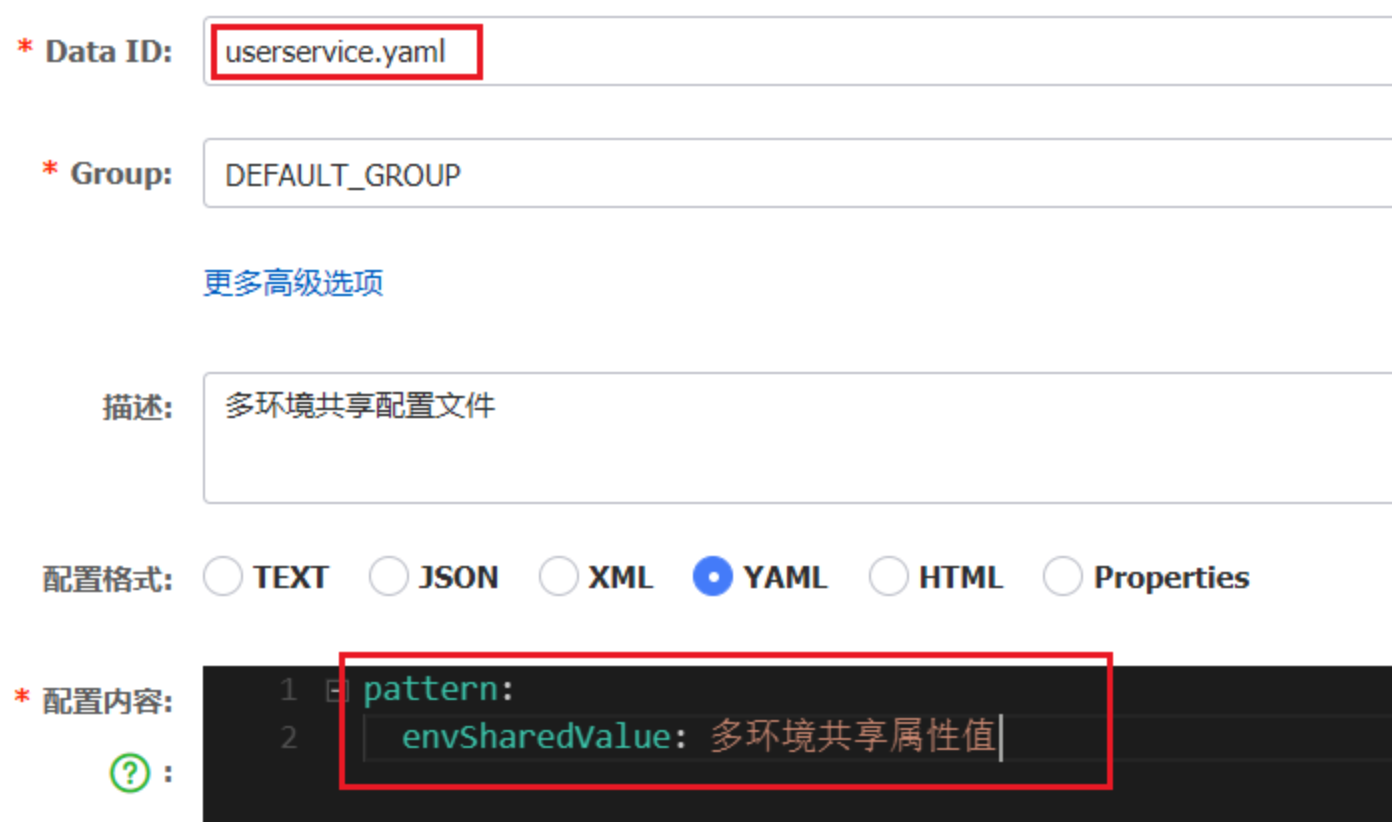 * Data ID: userservice.yaml
* Group: DEFAULT_GROUP
更多高级选项
描述: 多环境共享配置文件
配置格式: TEXT JSON XML YAML HTML Properties
* 配置内容: 1 pattern:
2 envSharedValue: 多环境共享属性值
? :